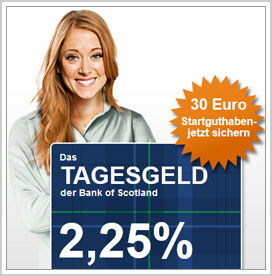 30 Euro
Startguthaben-
jetzt sichern
Das
TAGESGELD
der Bank of Scotland
2,25%